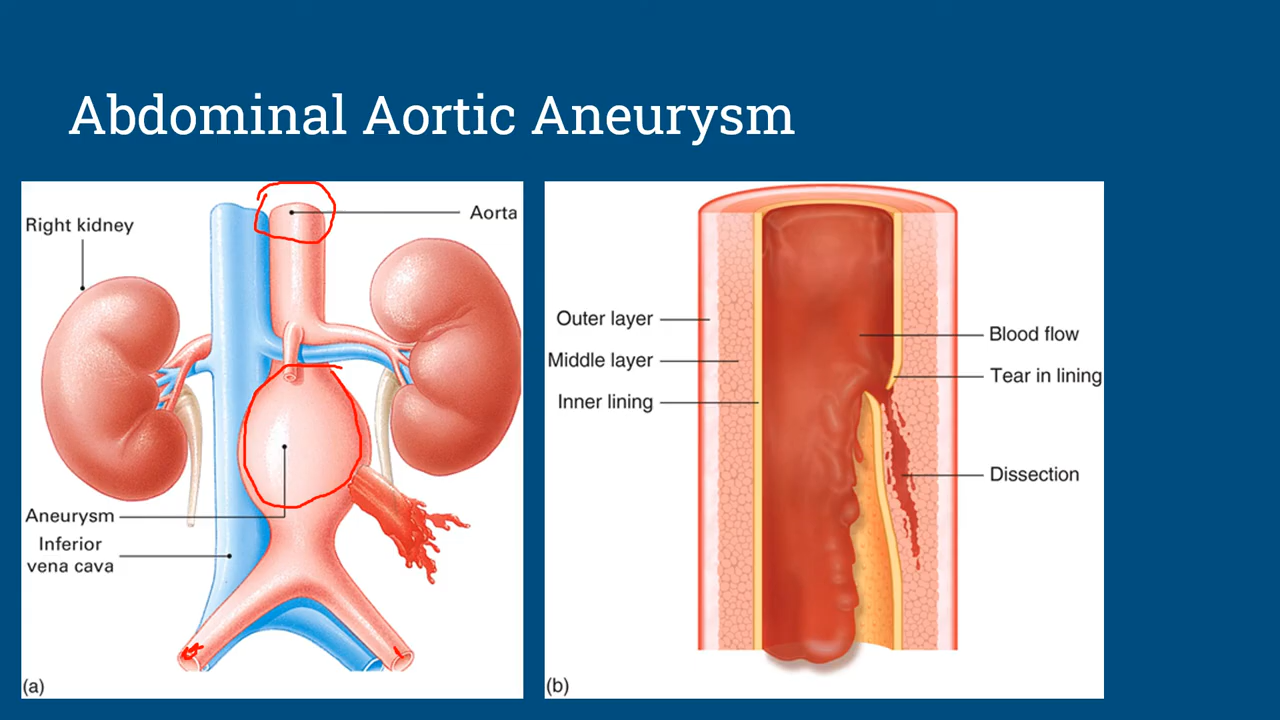 Abdominal Aortic Aneurysm
Right kidney
Aorta
Aneurysm
Inferior
vena cava
(a)
Outer layer
Middle layer
Inner lining
Blood flow
Tear in lining
Dissection
(b)